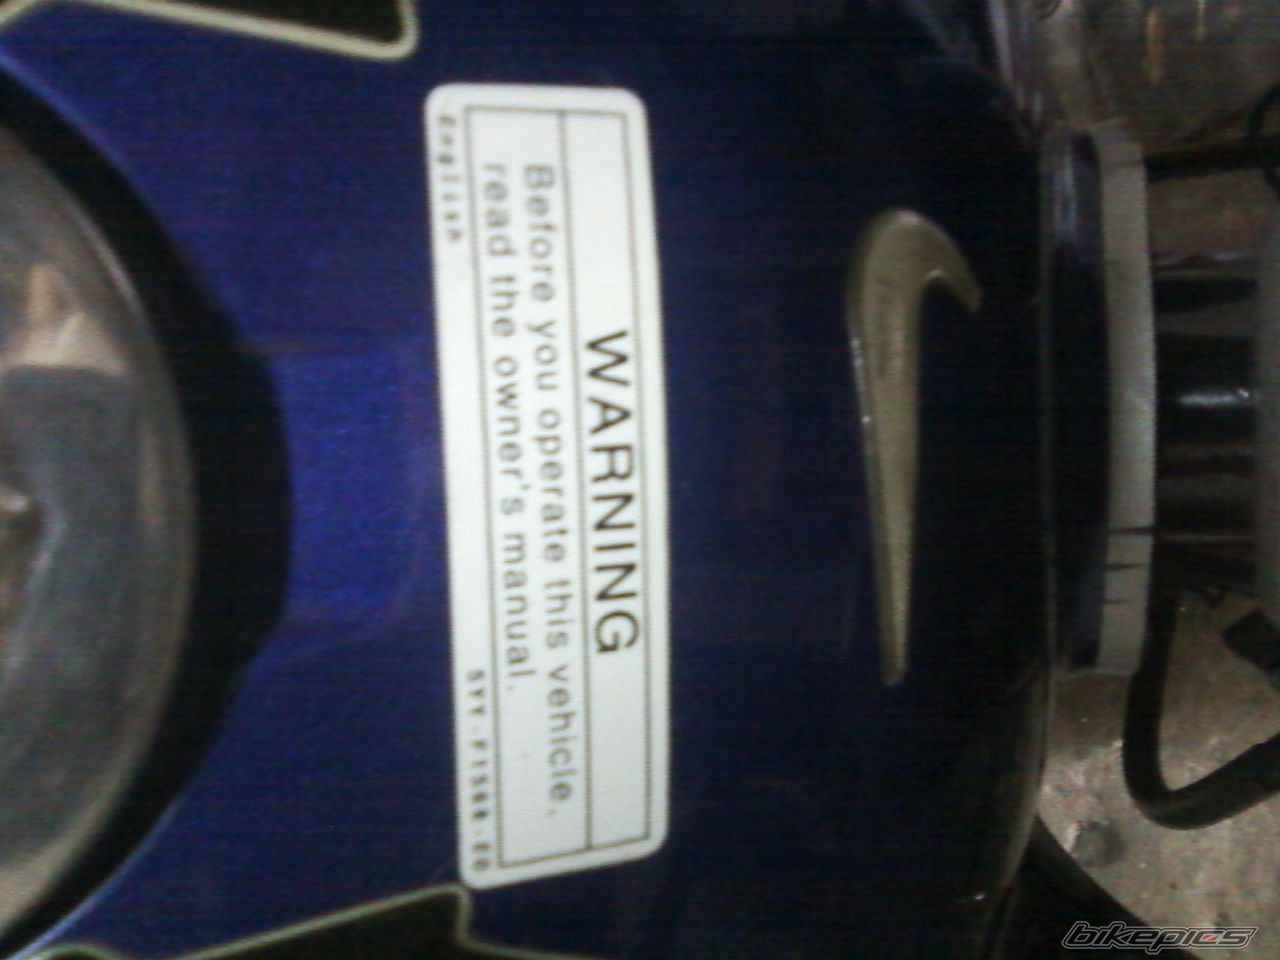 WARNING
Before you operate this vehicle,
read the owner's manual.
English
bikepics